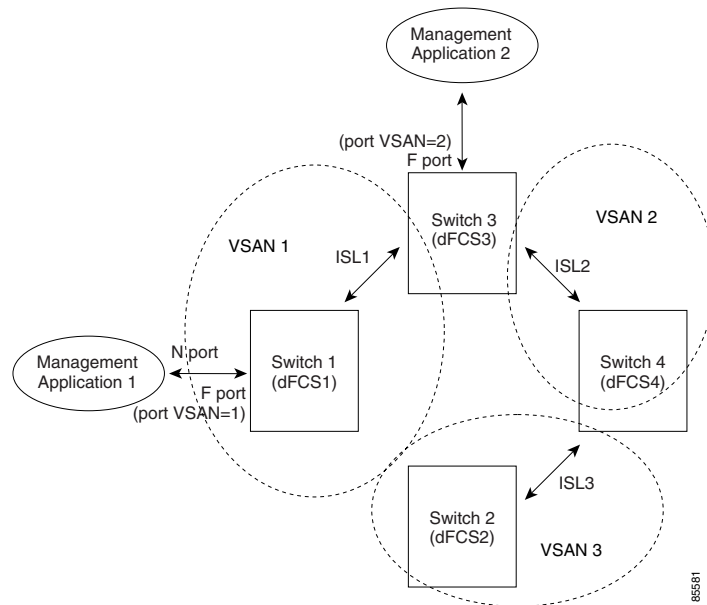 Management
Application 2
(port VSAN=2)
F port
Switch 3
(dFCS3)
VSAN 2
VSAN 1
ISL1
ISL2
N port
Management
Application 1
Switch 1
(dFCS1)
Switch 4
(dFCS4)
F port
(port VSAN=1)
ISL3
Switch 2
(dFCS2)
VSAN 3
85581